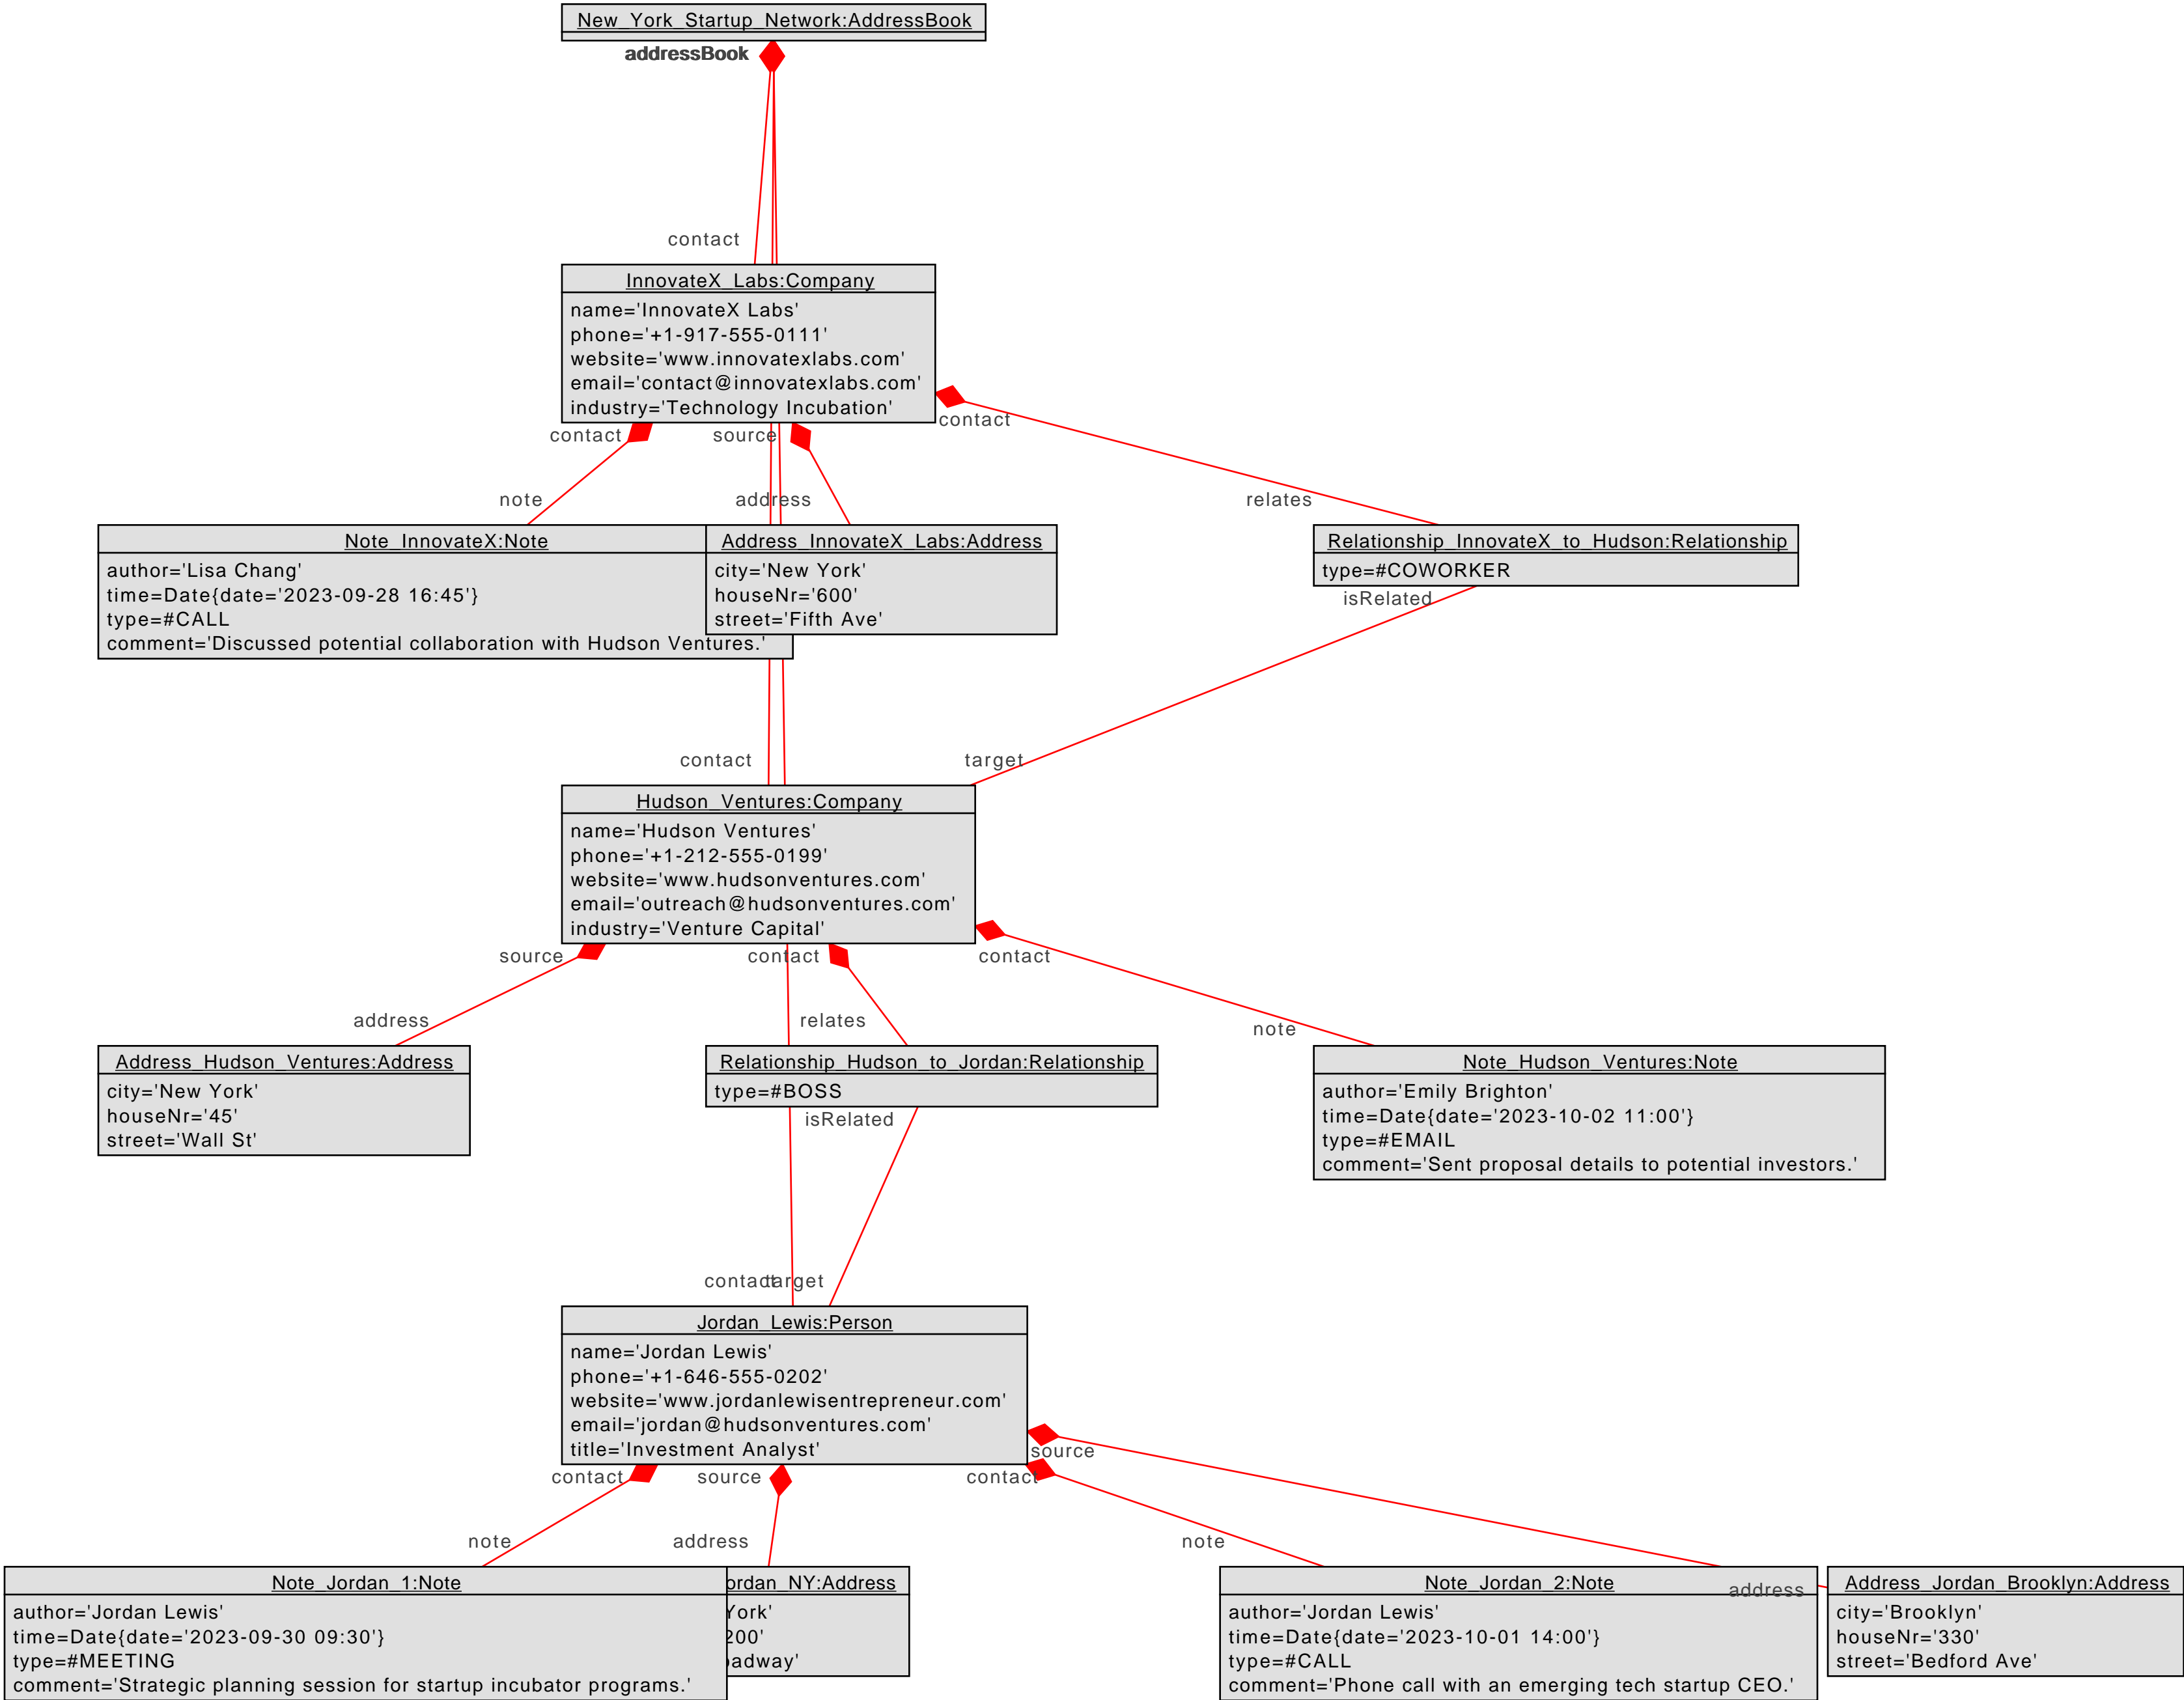 New_York_Startup_Network:AddressBook
addressBook
contact
InnovateX_Labs:Company
name='InnovateX Labs'
phone='+1-917-555-0111'
website='www.innovatexlabs.com'
email='contact@innovatexlabs.com'
industry='Technology Incubation'
contact
source
contact
note
address
relates
Note_InnovateX:Note
author='Lisa Chang'
time=Date{date='2023-09-28 16:45'}
type=#CALL
comment='Discussed potential collaboration with Hudson Ventures.'
Address_InnovateX_Labs:Address
city='New York'
houseNr='600'
street='Fifth Ave'
Relationship_InnovateX_to_Hudson:Relationship
type=#COWORKER
isRelated
contact
target
Hudson_Ventures:Company
name='Hudson Ventures'
phone='+1-212-555-0199'
website='www.hudsonventures.com'
email='outreach@hudsonventures.com'
industry='Venture Capital'
source
contact
contact
address
relates
note
Address_Hudson_Ventures:Address
city='New York'
houseNr='45'
street='Wall St'
Relationship_Hudson_to_Jordan:Relationship
type=#BOSS
isRelated
Note_Hudson_Ventures:Note
author='Emily Brighton'
time=Date{date='2023-10-02 11:00'}
type=#EMAIL
comment='Sent proposal details to potential investors.'
contact
target
Jordan_Lewis:Person
name='Jordan Lewis'
phone='+1-646-555-0202'
website='www.jordanlewisentrepreneur.com'
email='jordan@hudsonventures.com'
title='Investment Analyst'
contact
source
contact
source
note
address
note
address
Note_Jordan_1:Note
author='Jordan Lewis'
time=Date{date='2023-09-30 09:30'}
type=#MEETING
comment='Strategic planning session for startup incubator programs.'
ordan_NY:Address
York'
200'
adway'
Note_Jordan_2:Note
author='Jordan Lewis'
time=Date{date='2023-10-01 14:00'}
type=#CALL
comment='Phone call with an emerging tech startup CEO.'
Address_Jordan_Brooklyn:Address
city='Brooklyn'
houseNr='330'
street='Bedford Ave'